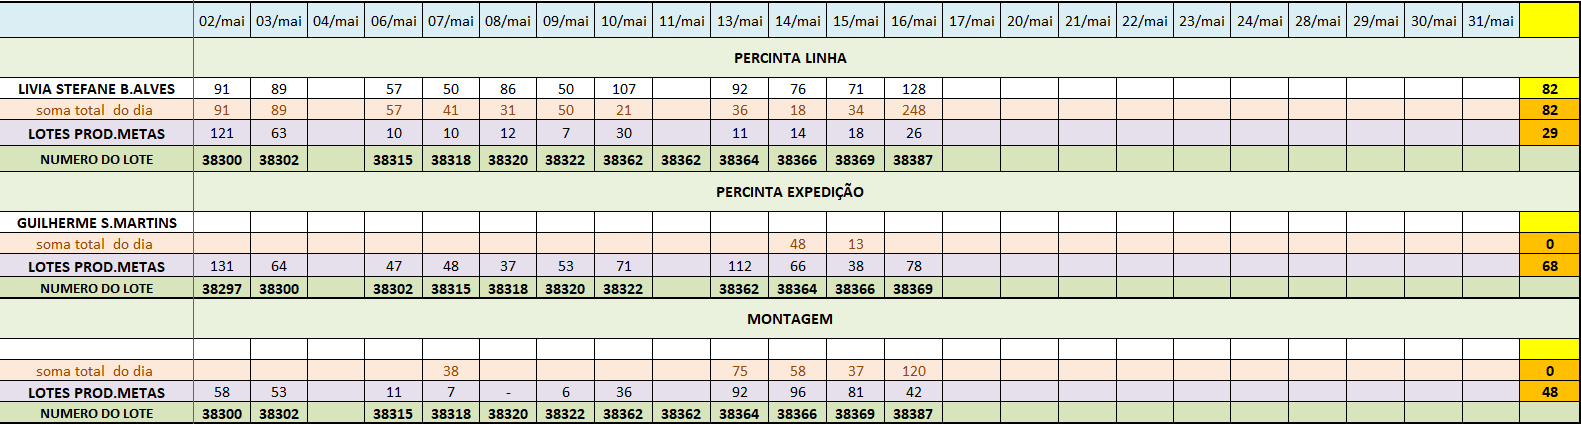 02/mai 03/mai 04/mai 06/mai 07/mai 08/mai 09/mai 10/mai 11/mai 13/mai 14/mai 15/mai 16/mai 17/mai 20/mai 21/mai 22/mai 23/mai 24/mai 28/mai 29/mai 30/mai 31/mai
PERCINTA LINHA
LIVIA STEFANE B.ALVES 91 89 57 50 86 50 107 92 76 71 128 82
soma total do dia 91 89 57 41 31 50 21 36 18 34 248 82
LOTES PROD.METAS 121 63 10 10 12 7 30 11 14 18 26 29
NUMERO DO LOTE 38300 38302 38315 38318 38320 38322 38362 38362 38364 38366 38369 38387
PERCINTA EXPEDIÇÃO
GUILHERME S.MARTINS
soma total do dia 48 13 0
LOTES PROD.METAS 131 64 47 48 37 53 71 112 66 38 78 68
NUMERO DO LOTE 38297 38300 38302 38315 38318 38320 38322 38362 38364 38366 38369
MONTAGEM
soma total do dia 38 75 58 37 120 0
LOTES PROD.METAS 58 53 11 7 - 6 36 92 96 81 42 48
NUMERO DO LOTE 38300 38302 38315 38318 38320 38322 38362 38362 38364 38366 38369 38387